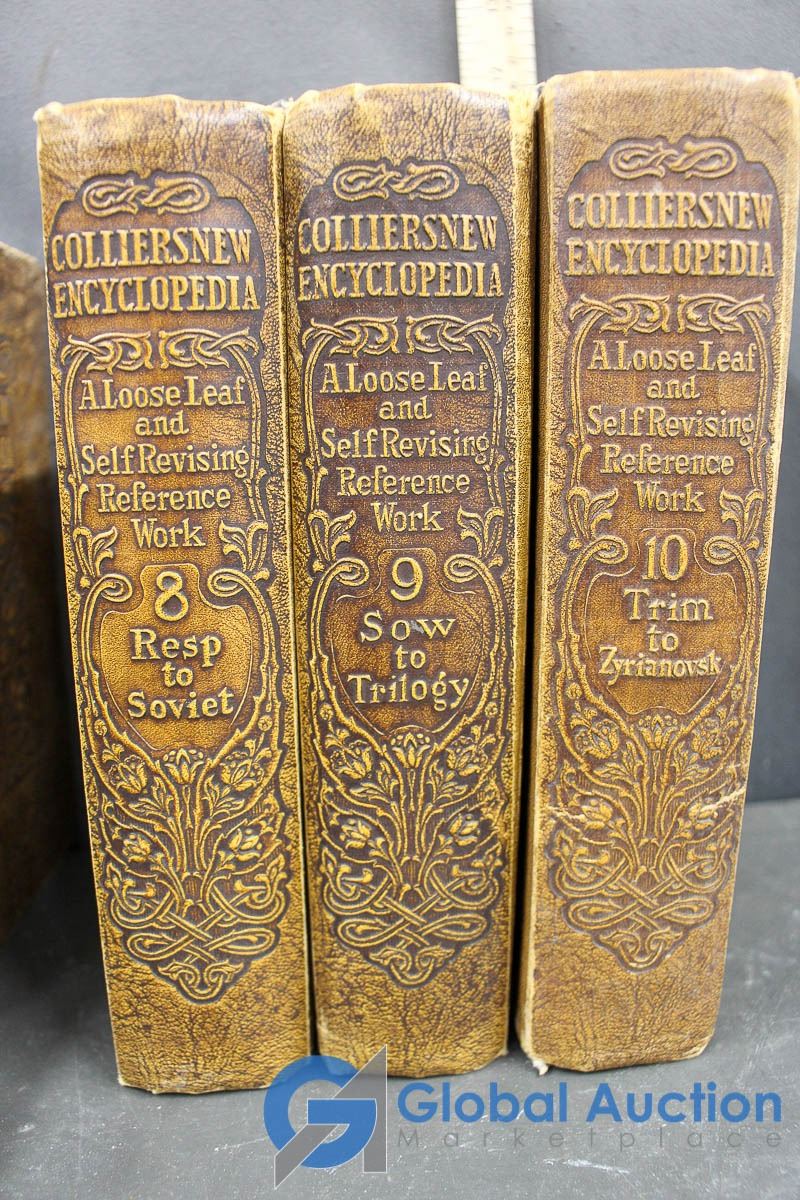 COLLIERSNEW
ENCYCLOPEDIA
A Loose Leaf
and
Self Revising
Reference
Work
8
Resp
to
Soviet
COLLIERSNEW
ENCYCLOPEDIA
A Loose Leaf
and
Self Revising
Reference
Work
9
Sow
to
Trilogy
COLLIERSNEW
ENCYCLOPEDIA
A Loose Leaf
and
Self Revising
Reference
Work
10
Trim
to
Zyrianovsk
GA Global Auction
Marketplace